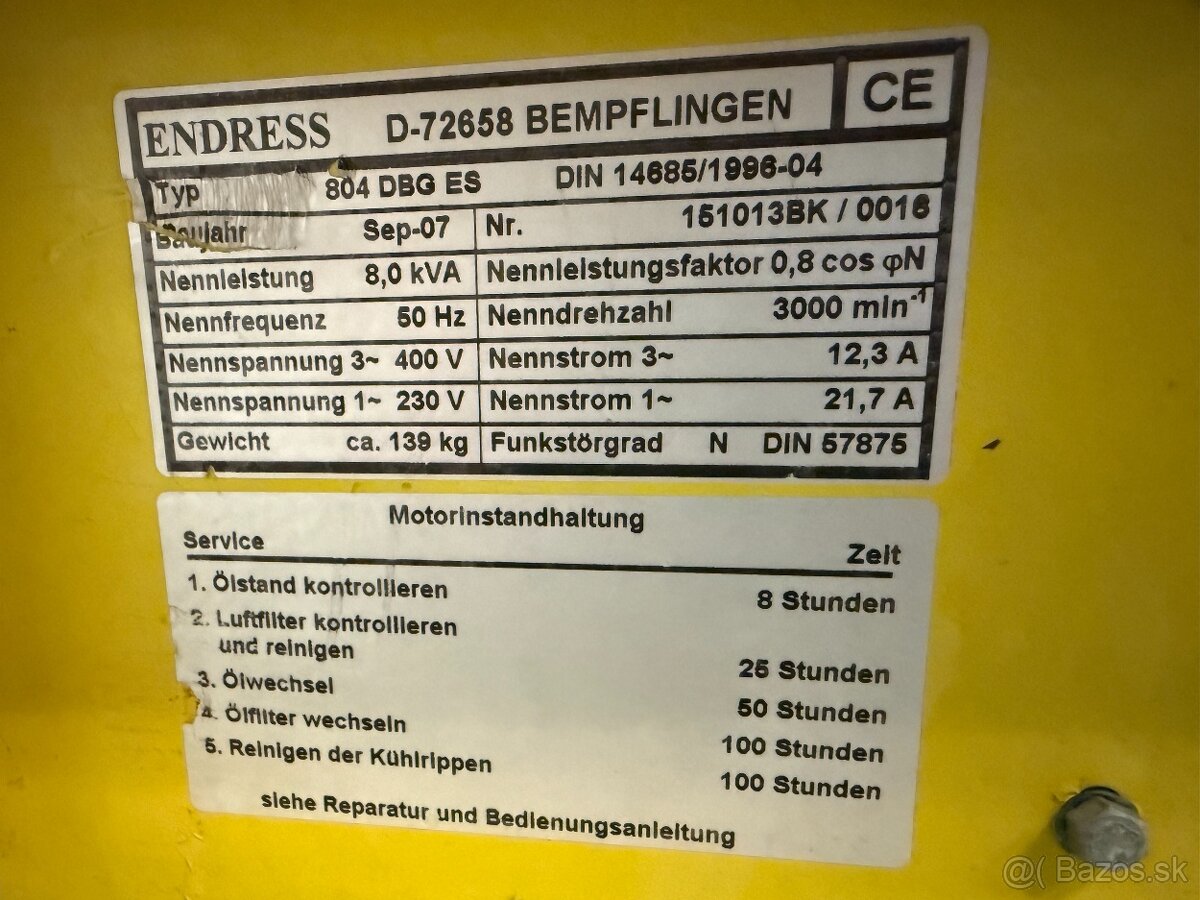 ENDRESS D-72658 BEMPFLINGEN CE
Typ 804 DBG ES DIN 14685/1996-04
Baujahr Sep-07 Nr. 151013BK / 0016
Nennleistung 8,0 kVA Nennleistungsfaktor 0,8 cos φN
Nennfrequenz 50 Hz Nenndrehzahl 3000 min⁻¹
Nennspannung 3~ 400 V Nennstrom 3~ 12,3 A
Nennspannung 1~ 230 V Nennstrom 1~ 21,7 A
Gewicht ca. 139 kg Funkstörgrad N DIN 57875
Motorinstandhaltung
Service Zeit
1. Ölstand kontrollieren 8 Stunden
2. Luftfilter kontrollieren
und reinigen 25 Stunden
3. Ölwechsel 50 Stunden
4. Ölfilter wechseln 100 Stunden
5. Reinigen der Kühlrippen 100 Stunden
siehe Reparatur und Bedienungsanleitung
@( Bazos.sk